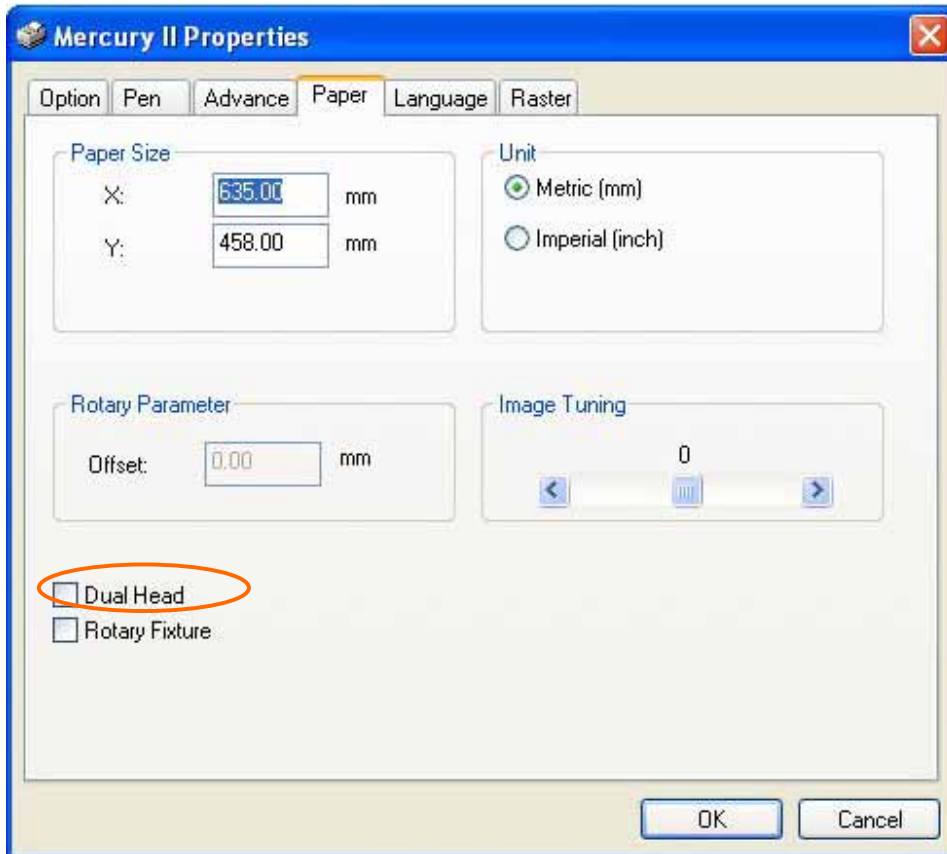 Mercury II Properties
Option Pen Advance Paper Language Raster
Paper Size
X: 635.00 mm
Y: 458.00 mm
Unit
Metric (mm)
Imperial (inch)
Rotary Parameter
Offset: 0.00 mm
Image Tuning
0
Dual Head
Rotary Fixture
OK Cancel